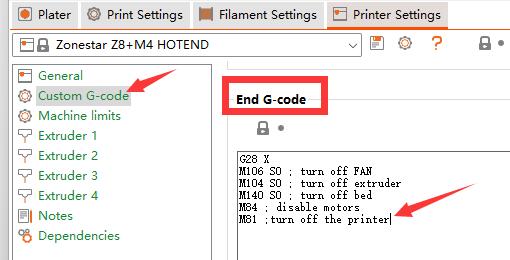 Plater Print Settings Filament Settings Printer Settings
Zonestar Z8+M4 HOTEND
General
Custom G-code
Machine limits
Extruder 1
Extruder 2
Extruder 3
Extruder 4
Notes
Dependencies
End G-code
G28 X
M106 S0 ; turn off FAN
M104 S0 ; turn off extruder
M140 S0 ; turn off bed
M84 ; disable motors
M81 ;turn off the printer